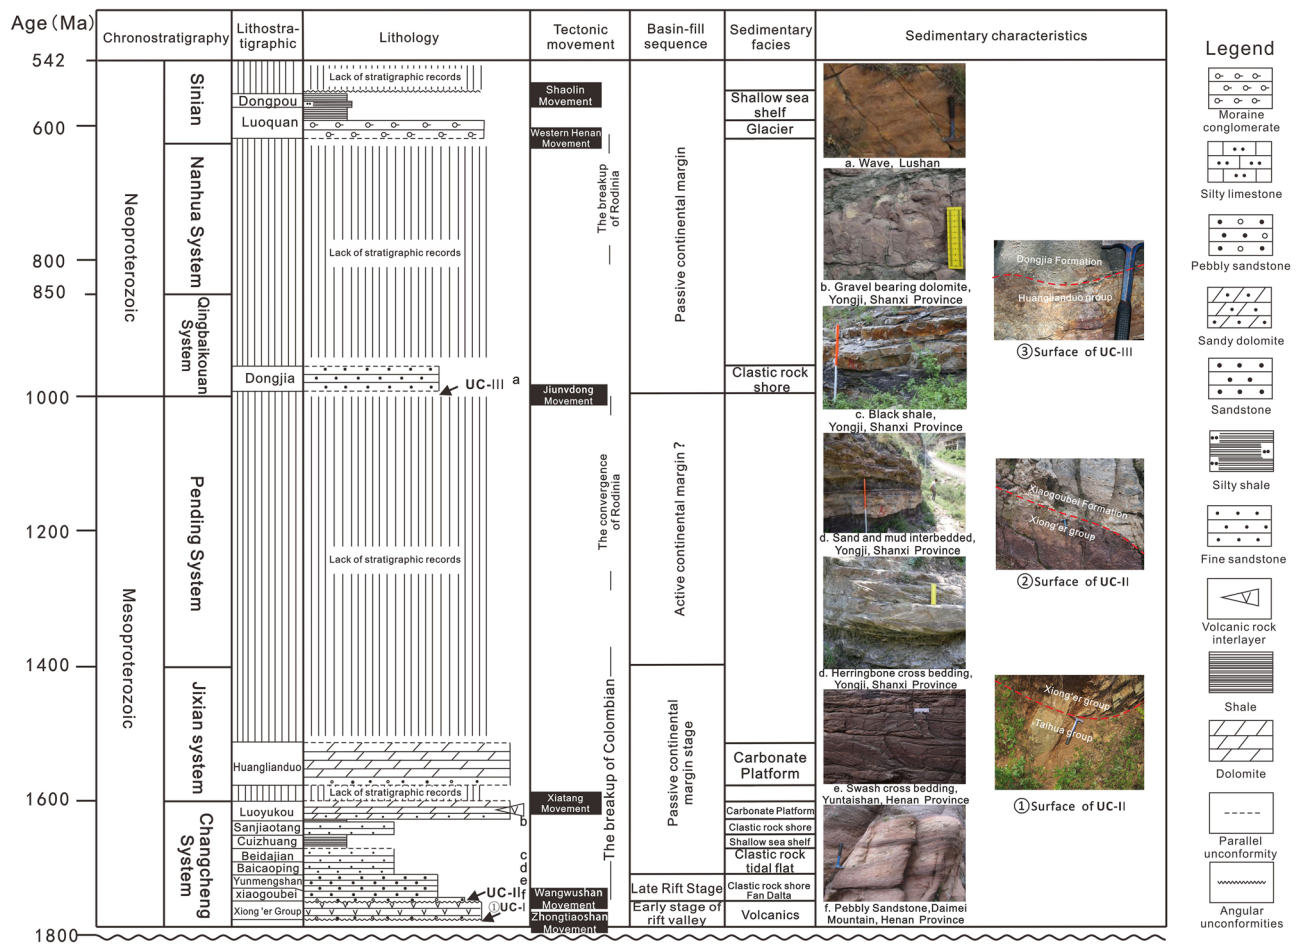 Age (Ma)
Chronostratigraphy
Lithostra-
tigraphic
Lithology
Tectonic
movement
Basin-fill
sequence
Sedimentary
facies
Sedimentary characteristics
542
600
800
850
1000
1200
1400
1600
1800
Neoproterozoic
Mesoproterozoic
Sinian
Nanhua System
Qingbaikouan
System
Pending System
Jixian system
Changcheng
System
Dongpou
Luoquan
Dongjia
Huanglianduo
Luoyukou
Sanjiaotang
Cuizhuang
Beidajian
Baicaoping
Yunmengshan
xiaogoubei
Xiong 'er Group
Lack of stratigraphic records
Lack of stratigraphic records
UC-III
a
Lack of stratigraphic records
Lack of stratigraphic records
b
c
d
e
UC-II
f
①UC-I
Shaolin
Movement
Western Henan
Movement
The breakup
of Rodinia
Jiunvdong
Movement
The convergence
of Rodinia
The breakup of Colombian
Xiatang
Movement
Wangwushan
Movement
Zhongtiaoshan
Movement
Passive continental margin
Active continental margin?
Passive continental
margin stage
Late Rift Stage
Early stage of
rift valley
Shallow sea
shelf
Glacier
Clastic rock
shore
Carbonate
Platform
Carbonate Platform
Clastic rock shore
Shallow sea shelf
Clastic rock
tidal flat
Clastic rock shore
Fan Dalta
Volcanics
a. Wave, Lushan
b. Gravel bearing dolomite,
Yongji, Shanxi Province
c. Black shale,
Yongji, Shanxi Province
d. Sand and mud interbedded,
Yongji, Shanxi Province
d. Herringbone cross bedding,
Yongji, Shanxi Province
e. Swash cross bedding,
Yuntaishan, Henan Province
f. Pebbly Sandstone,Daimei
Mountain, Henan Province
Dongjia Formation
Huanglianduo group
③Surface of UC-III
Xiaogoubei Formation
Xiong'er group
②Surface of UC-II
Xiong'er group
Taihua group
①Surface of UC-II
Legend
Moraine
conglomerate
Silty limestone
Pebbly sandstone
Sandy dolomite
Sandstone
Silty shale
Fine sandstone
Volcanic rock
interlayer
Shale
Dolomite
Parallel
unconformity
Angular
unconformities